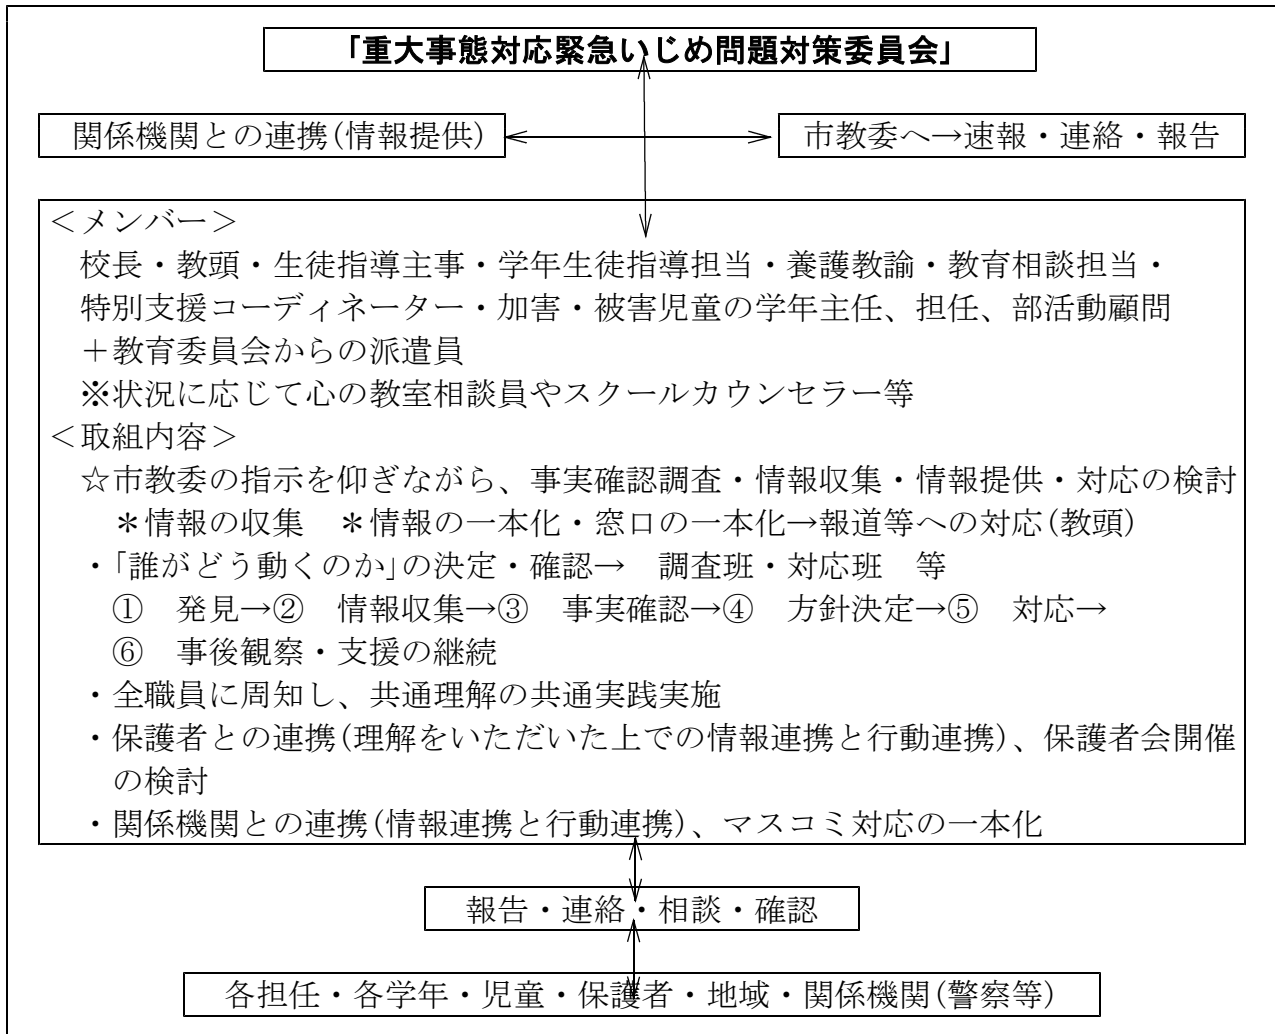 「重大事態対応緊急いじめ問題対策委員会」
関係機関との連携(情報提供)
市教委へ→速報・連絡・報告
＜メンバー＞
校長・教頭・生徒指導主事・学年生徒指導担当・養護教諭・教育相談担当・
特別支援コーディネーター・加害・被害児童の学年主任、担任、部活動顧問
＋教育委員会からの派遣員
※状況に応じて心の教室相談員やスクールカウンセラー等
＜取組内容＞
☆市教委の指示を仰ぎながら、事実確認調査・情報収集・情報提供・対応の検討
＊情報の収集　＊情報の一本化・窓口の一本化→報道等への対応(教頭)
・「誰がどう動くのか」の決定・確認→　調査班・対応班　等
①　発見→②　情報収集→③　事実確認→④　方針決定→⑤　対応→
⑥　事後観察・支援の継続
・全職員に周知し、共通理解の共通実践実施
・保護者との連携(理解をいただいた上での情報連携と行動連携)、保護者会開催
の検討
・関係機関との連携(情報連携と行動連携)、マスコミ対応の一本化
報告・連絡・相談・確認
各担任・各学年・児童・保護者・地域・関係機関(警察等)